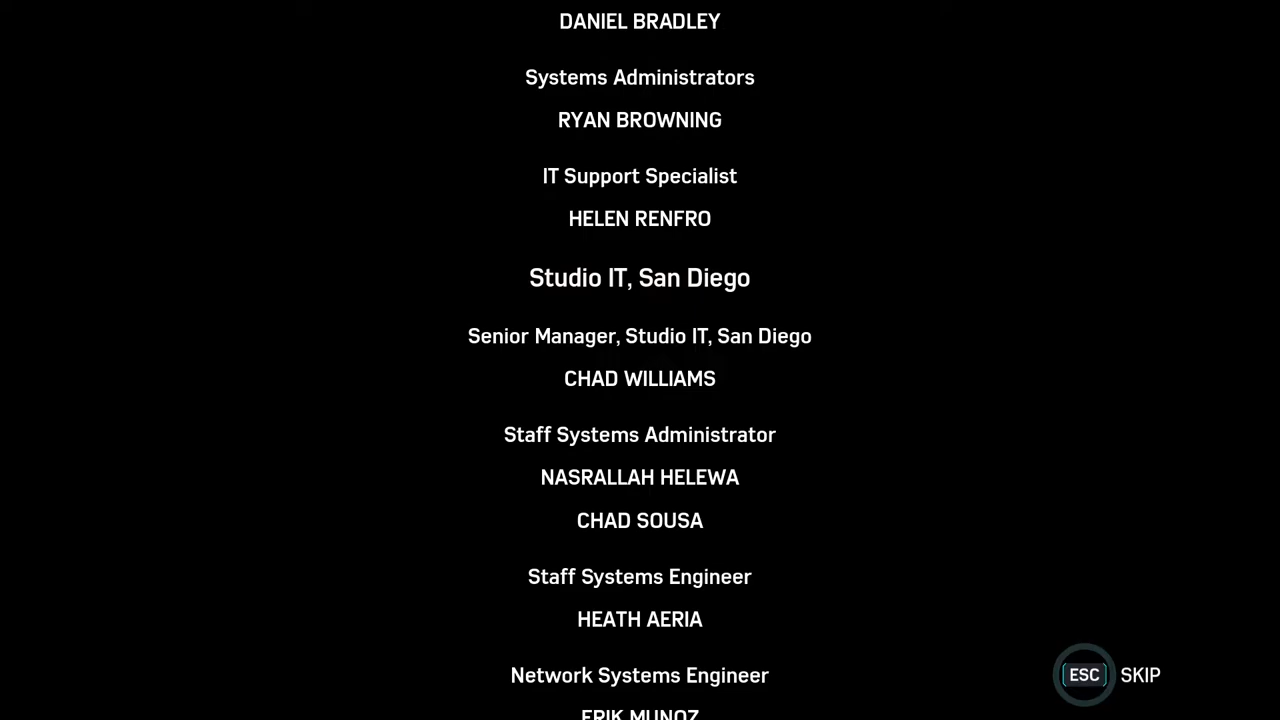 DANIEL BRADLEY
Systems Administrators
RYAN BROWNING
IT Support Specialist
HELEN RENFRO
Studio IT, San Diego
Senior Manager, Studio IT, San Diego
CHAD WILLIAMS
Staff Systems Administrator
NASRALLAH HELEWA
CHAD SOUSA
Staff Systems Engineer
HEATH AERIA
Network Systems Engineer
ERIK MUNOZ
ESC SKIP